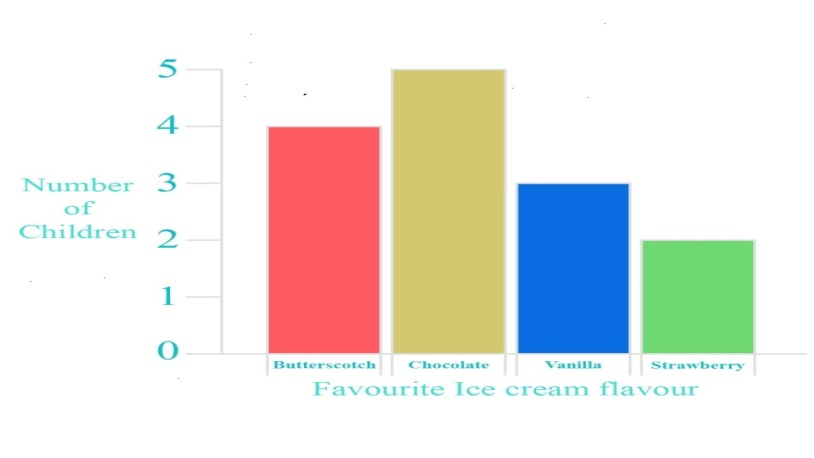 5
4
Number
of
Children
3
2
1
0
Butterscotch Chocolate Vanilla Strawberry
Favourite Ice cream flavour